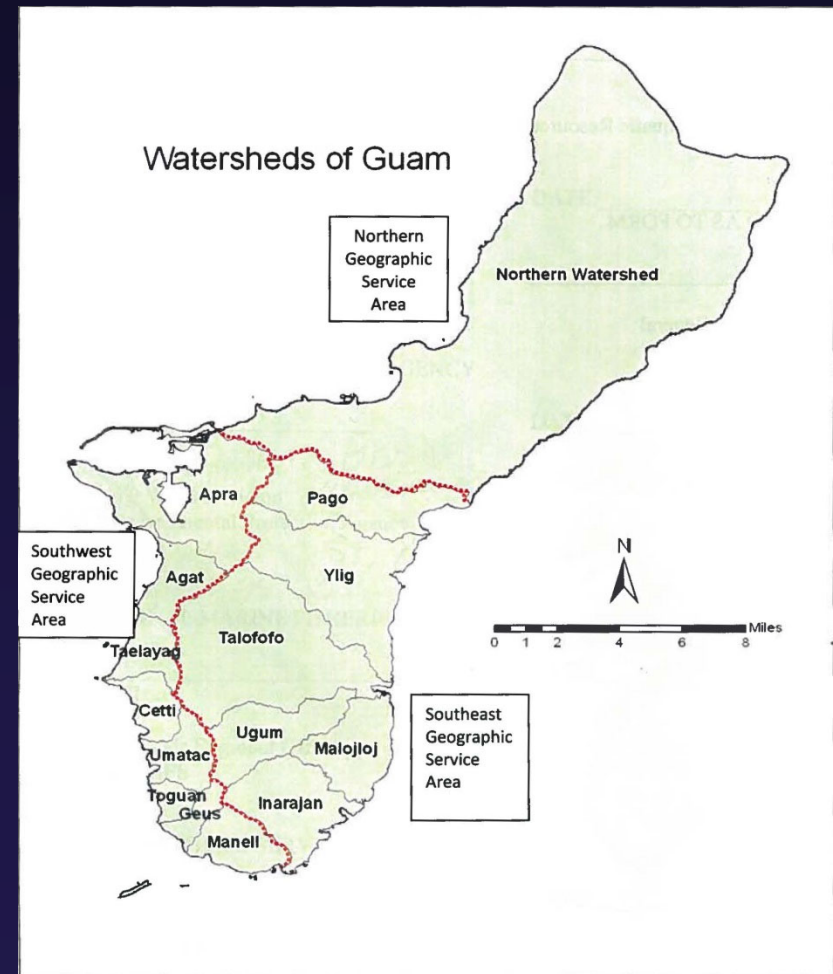 Watersheds of Guam
Northern
Geographic
Service
Area
Northern Watershed
Apra
Pago
Southwest
Geographic
Service
Area
Agat
Ylig
N
Talofofo
0 1 2 4 6 8 Miles
Taelayag
Cetti
Southeast
Geographic
Service
Area
Ugum
Umatac
Malojloj
Toguan
Inarajan
Geus
Manell